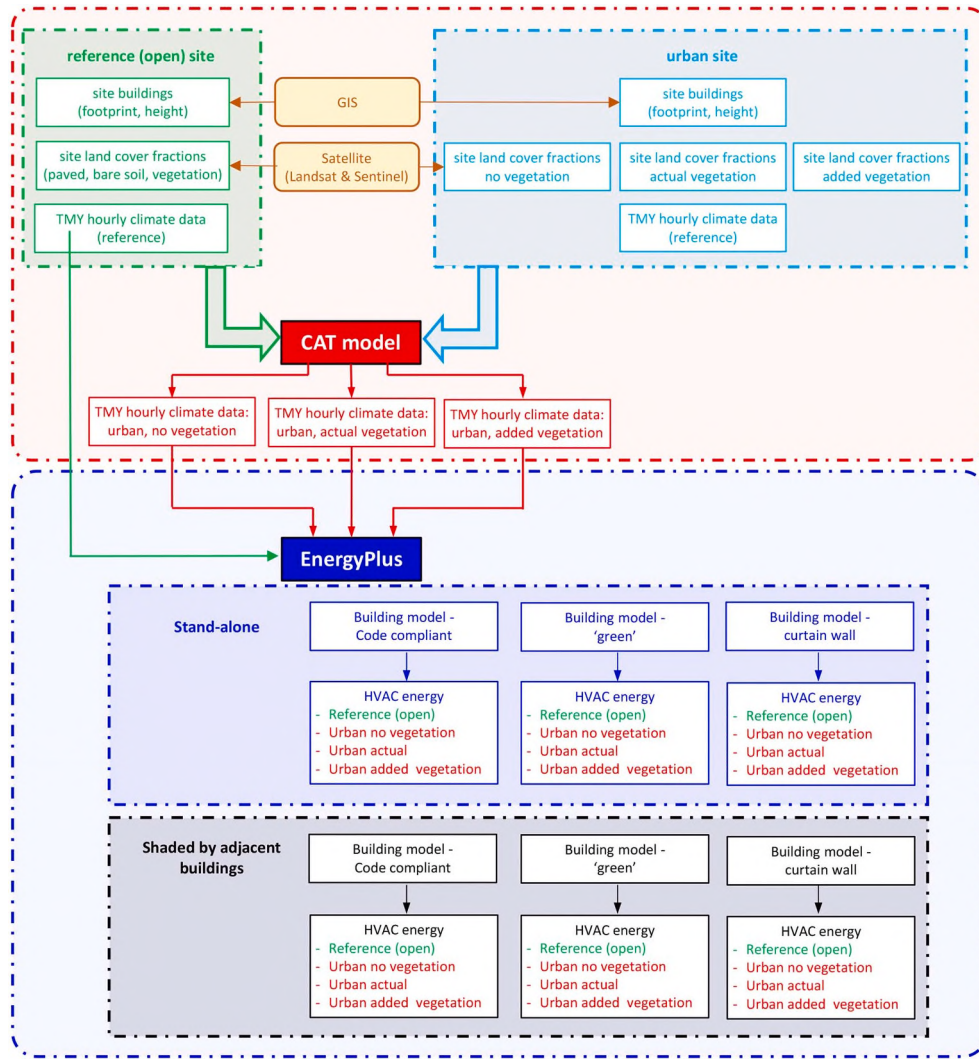 reference (open) site
site buildings
(footprint, height)
site land cover fractions
(paved, bare soil, vegetation)
TMY hourly climate data
(reference)
GIS
Satellite
(Landsat & Sentinel)
urban site
site buildings
(footprint, height)
site land cover fractions
no vegetation
site land cover fractions
actual vegetation
site land cover fractions
added vegetation
TMY hourly climate data
(reference)
CAT model
TMY hourly climate data:
urban, no vegetation
TMY hourly climate data:
urban, actual vegetation
TMY hourly climate data:
urban, added vegetation
EnergyPlus
Stand-alone
Building model -
Code compliant
Building model -
‘green’
Building model -
curtain wall
HVAC energy
- Reference (open)
- Urban no vegetation
- Urban actual
- Urban added vegetation
HVAC energy
- Reference (open)
- Urban no vegetation
- Urban actual
- Urban added vegetation
HVAC energy
- Reference (open)
- Urban no vegetation
- Urban actual
- Urban added vegetation
Shaded by adjacent
buildings
Building model -
Code compliant
Building model -
‘green’
Building model -
curtain wall
HVAC energy
- Reference (open)
- Urban no vegetation
- Urban actual
- Urban added vegetation
HVAC energy
- Reference (open)
- Urban no vegetation
- Urban actual
- Urban added vegetation
HVAC energy
- Reference (open)
- Urban no vegetation
- Urban actual
- Urban added vegetation